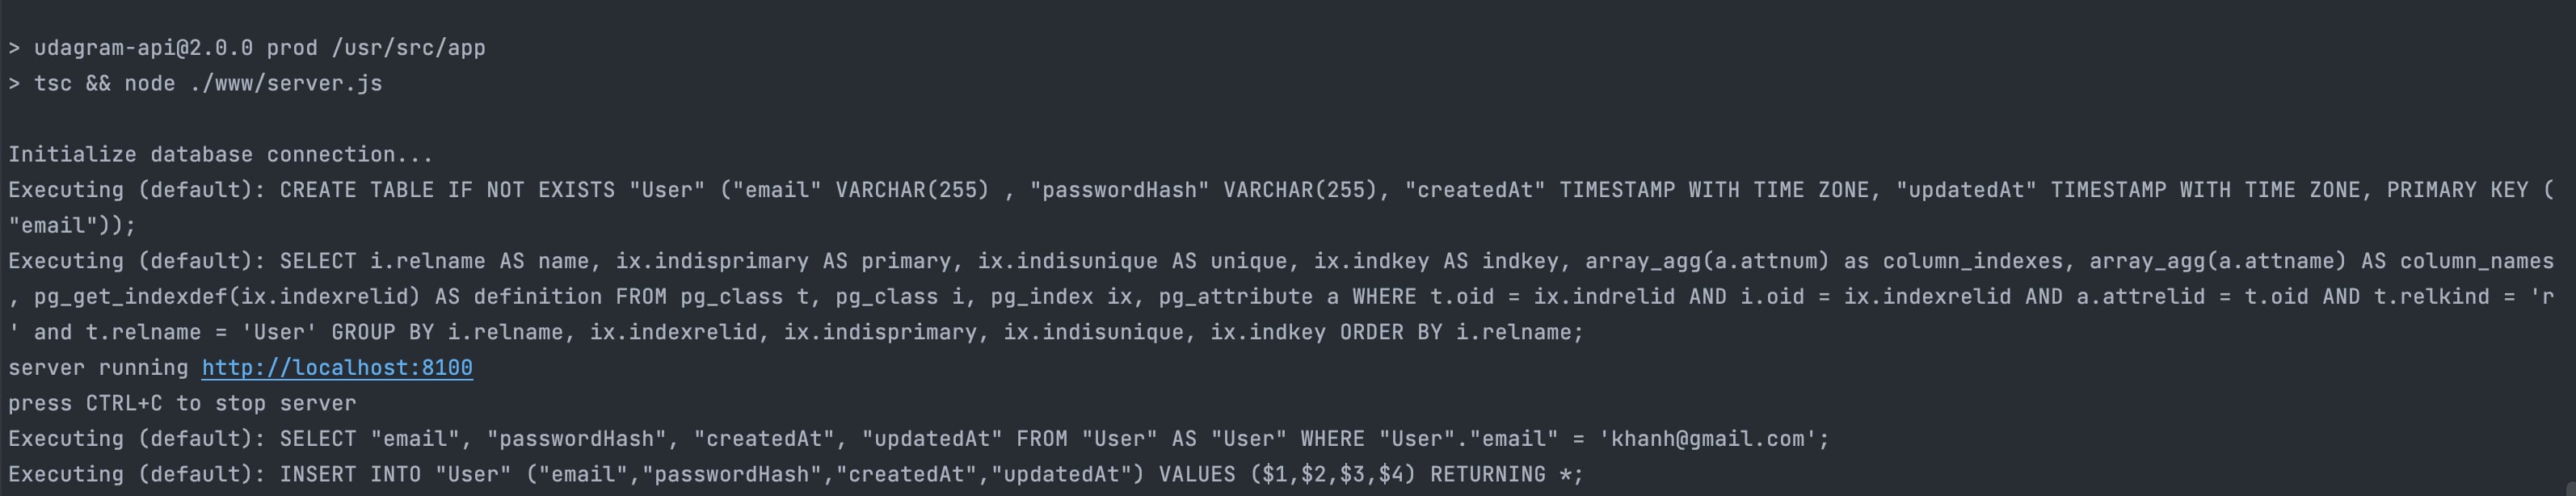 > udagram-api@2.0.0 prod /usr/src/app
> tsc && node ./www/server.js
Initialize database connection...
Executing (default): CREATE TABLE IF NOT EXISTS "User" ("email" VARCHAR(255) , "passwordHash" VARCHAR(255), "createdAt" TIMESTAMP WITH TIME ZONE, "updatedAt" TIMESTAMP WITH TIME ZONE, PRIMARY KEY (
"email"));
Executing (default): SELECT i.relname AS name, ix.indisprimary AS primary, ix.indisunique AS unique, ix.indkey AS indkey, array_agg(a.attnum) as column_indexes, array_agg(a.attname) AS column_names
, pg_get_indexdef(ix.indexrelid) AS definition FROM pg_class t, pg_class i, pg_index ix, pg_attribute a WHERE t.oid = ix.indrelid AND i.oid = ix.indexrelid AND a.attrelid = t.oid AND t.relkind = 'r
' and t.relname = 'User' GROUP BY i.relname, ix.indexrelid, ix.indisprimary, ix.indisunique, ix.indkey ORDER BY i.relname;
server running http://localhost:8100
press CTRL+C to stop server
Executing (default): SELECT "email", "passwordHash", "createdAt", "updatedAt" FROM "User" AS "User" WHERE "User"."email" = 'khanh@gmail.com';
Executing (default): INSERT INTO "User" ("email","passwordHash","createdAt","updatedAt") VALUES ($1,$2,$3,$4) RETURNING *;